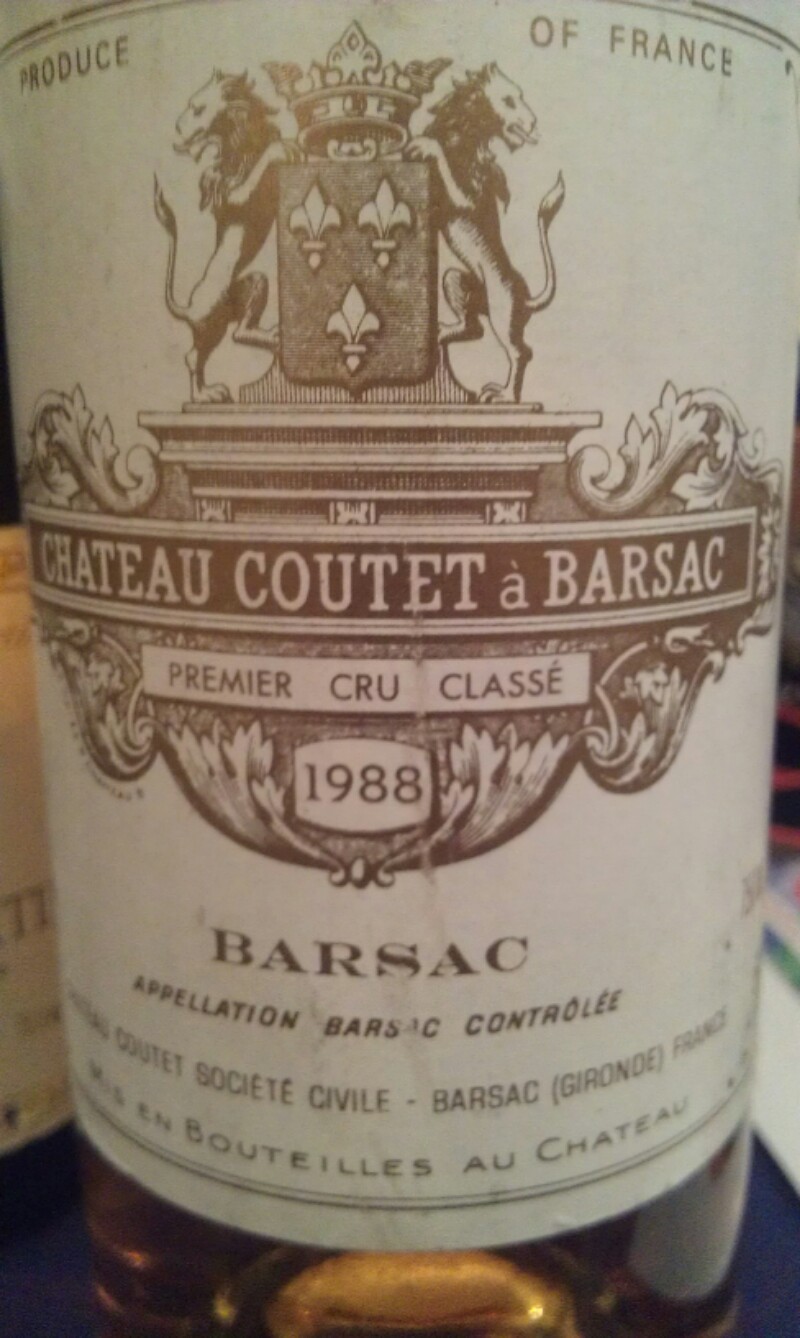 PRODUCE OF FRANCE
CHATEAU COUTET à BARSAC
PREMIER CRU CLASSÉ
1988
BARSAC
APPELLATION BARSAC CONTRÔLÉE
COUTET SOCIÉTÉ CIVILE - BARSAC (GIRONDE) FRANCE
MIS EN BOUTEILLES AU CHATEAU